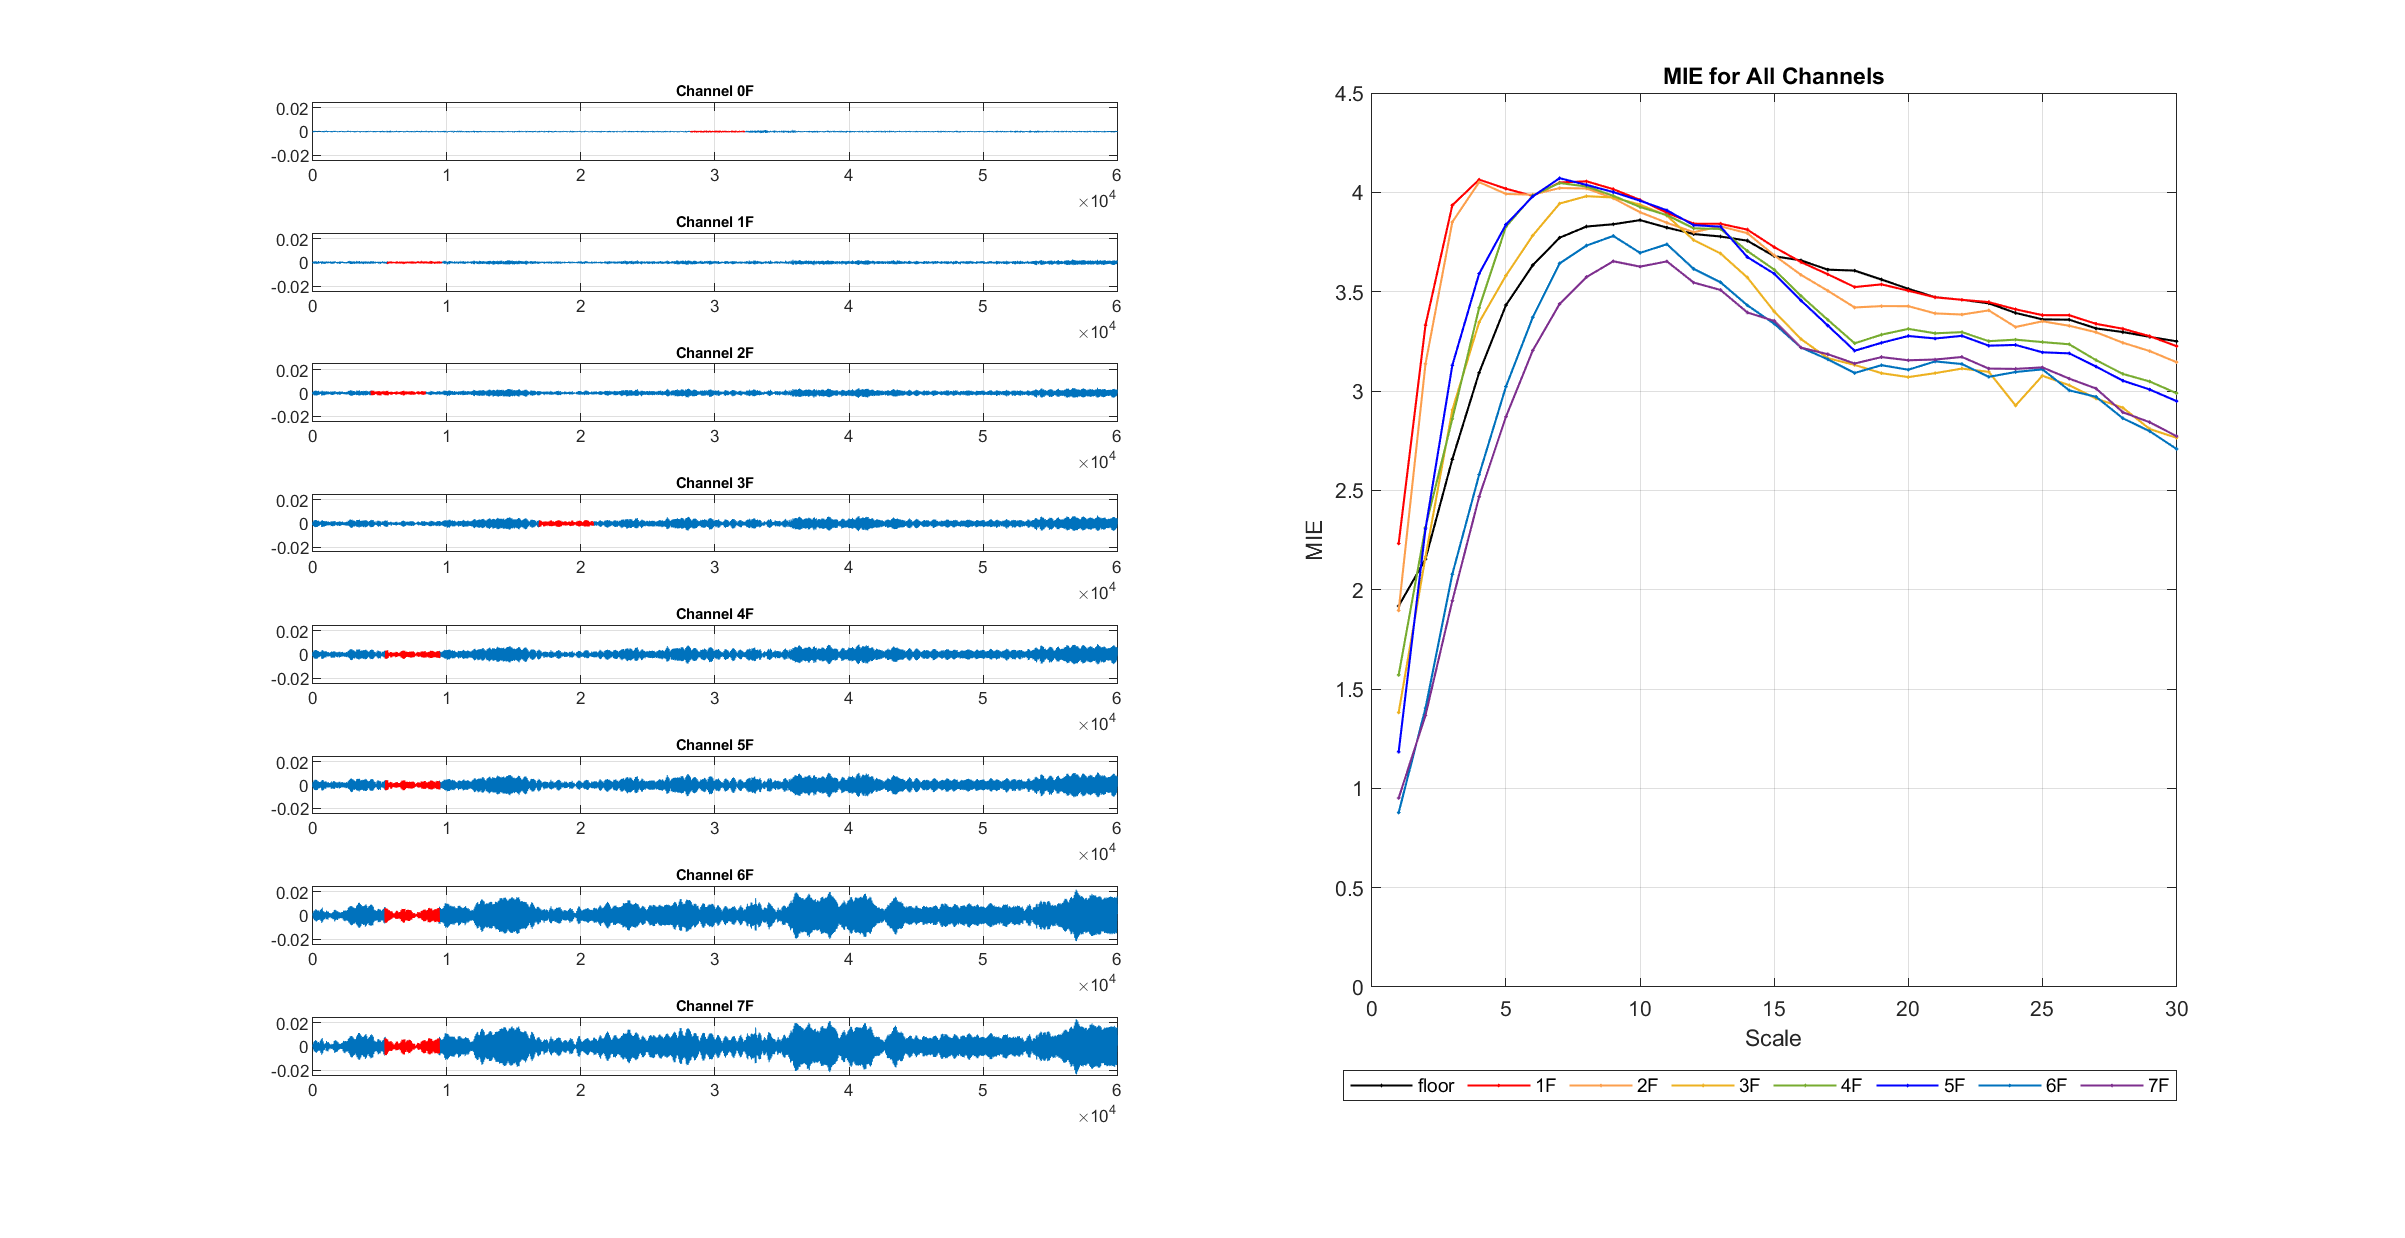 Channel 0F
0.02
0
-0.02
0 1 2 3 4 5 6
×10^4
Channel 1F
0.02
0
-0.02
0 1 2 3 4 5 6
×10^4
Channel 2F
0.02
0
-0.02
0 1 2 3 4 5 6
×10^4
Channel 3F
0.02
0
-0.02
0 1 2 3 4 5 6
×10^4
Channel 4F
0.02
0
-0.02
0 1 2 3 4 5 6
×10^4
Channel 5F
0.02
0
-0.02
0 1 2 3 4 5 6
×10^4
Channel 6F
0.02
0
-0.02
0 1 2 3 4 5 6
×10^4
Channel 7F
0.02
0
-0.02
0 1 2 3 4 5 6
×10^4
MIE for All Channels
4.5
4
3.5
3
2.5
2
1.5
1
0.5
0
MIE
0 5 10 15 20 25 30
Scale
floor 1F 2F 3F 4F 5F 6F 7F